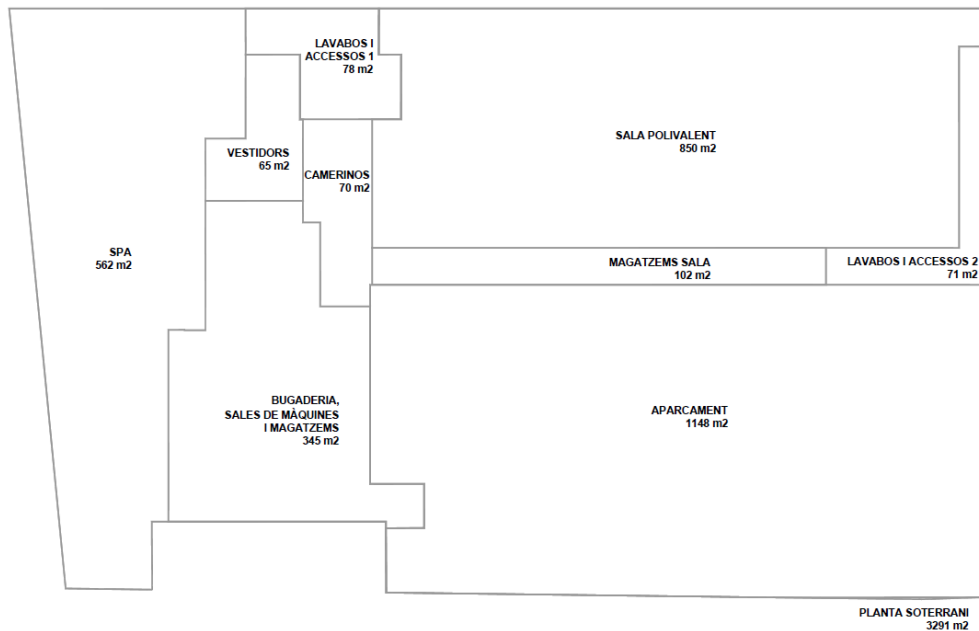 LAVABOS I
ACCESSOS 1
78 m2
SALA POLIVALENT
850 m2
VESTIDORS
65 m2
CAMERINOS
70 m2
SPA
562 m2
MAGATZEMS SALA
102 m2
LAVABOS I ACCESSOS 2
71 m2
BUGADERIA,
SALES DE MÀQUINES
I MAGATZEMS
345 m2
APARCAMENT
1148 m2
PLANTA SOTERRANI
3291 m2